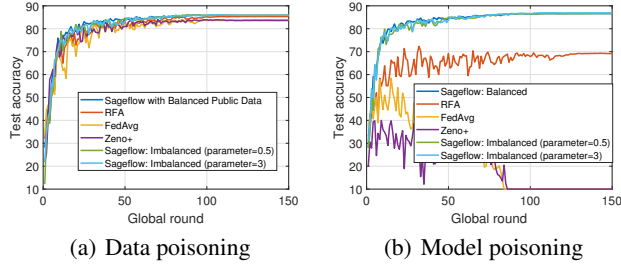 90
80
70
60
50
40
30
20
10
Test accuracy
0
50
100
150
Global round
Sageflow with Balanced Public Data
RFA
FedAvg
Zeno+
Sageflow: Imbalanced (parameter=0.5)
Sageflow: Imbalanced (parameter=3)
(a) Data poisoning
90
80
70
60
50
40
30
20
10
Test accuracy
0
50
100
150
Global round
Sageflow: Balanced
RFA
FedAvg
Zeno+
Sageflow: Imbalanced (parameter=0.5)
Sageflow: Imbalanced (parameter=3)
(b) Model poisoning